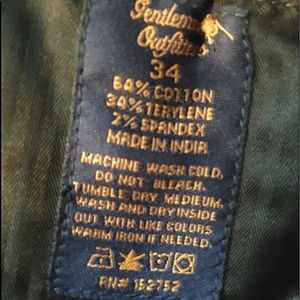 Gentlemen
Outfitters
34
64% COTTON
34% TERYLENE
2% SPANDEX
MADE IN INDIA
MACHINE WASH COLD.
DO NOT BLEACH.
TUMBLE DRY MEDIUM.
WASH AND DRY INSIDE
OUT WITH LIKE COLORS
WARM IRON IF NEEDED.
RN# 152752